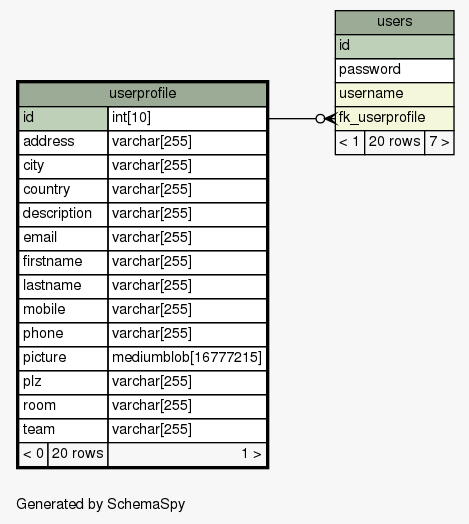 users
id
password
username
fk_userprofile
< 1 20 rows 7 >
userprofile
id int[10]
address varchar[255]
city varchar[255]
country varchar[255]
description varchar[255]
email varchar[255]
firstname varchar[255]
lastname varchar[255]
mobile varchar[255]
phone varchar[255]
picture mediumblob[16777215]
plz varchar[255]
room varchar[255]
team varchar[255]
< 0 20 rows 1 >
Generated by SchemaSpy